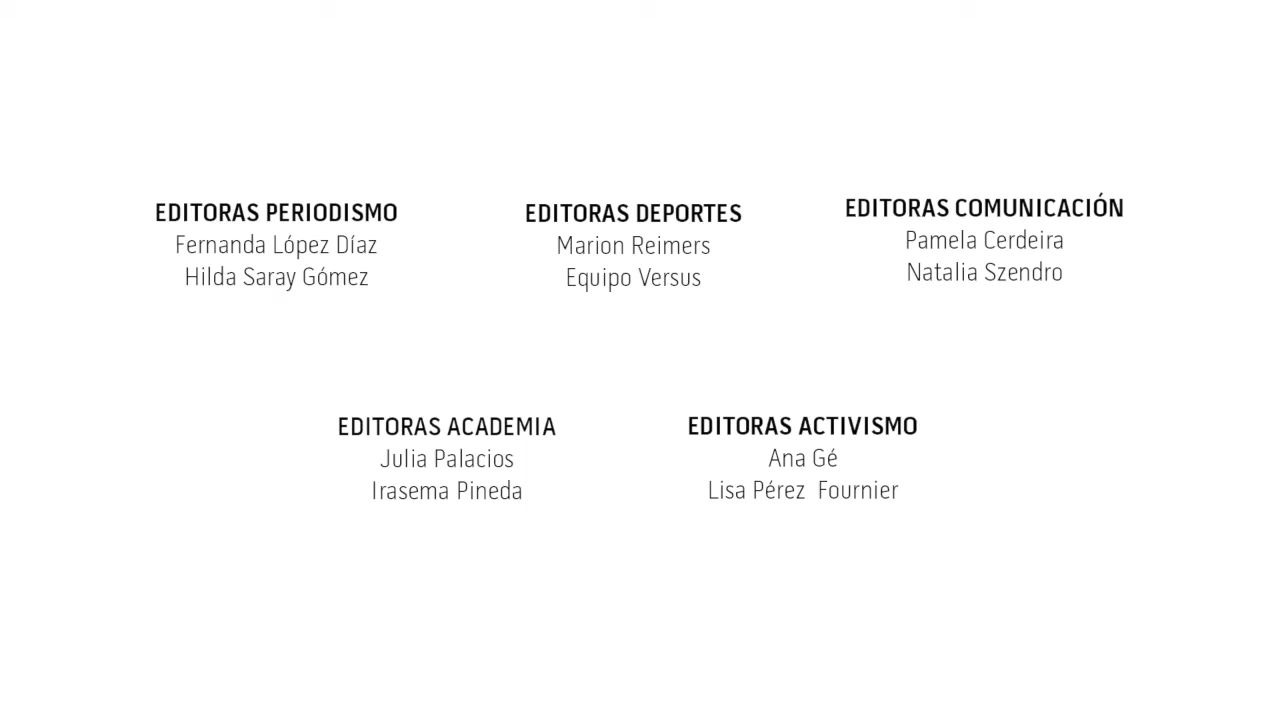 EDITORAS PERIODISMO
Fernanda López Díaz
Hilda Saray Gómez
EDITORAS DEPORTES
Marion Reimers
Equipo Versus
EDITORAS COMUNICACIÓN
Pamela Cerdeira
Natalia Szendro
EDITORAS ACADEMIA
Julia Palacios
Irasema Pineda
EDITORAS ACTIVISMO
Ana Gé
Lisa Pérez  Fournier